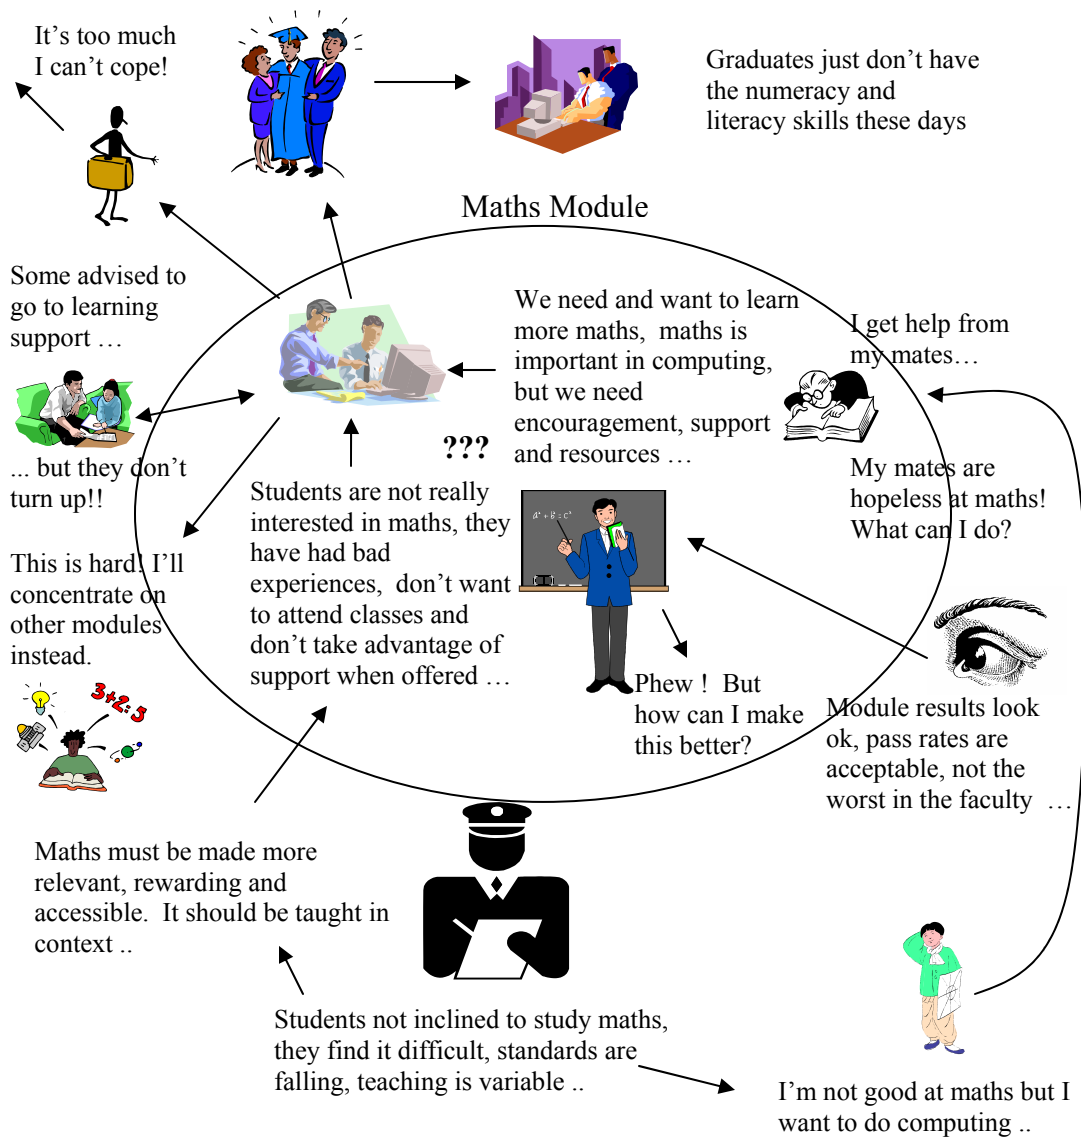 It's too much
I can't cope!
Graduates just don't have
the numeracy and
literacy skills these days
Maths Module
Some advised to
go to learning
support …
We need and want to learn
more maths,  maths is
important in computing,
but we need
encouragement, support
and resources …
I get help from
my mates…
... but they don't
turn up!!
???
My mates are
hopeless at maths!
What can I do?
Students are not really
interested in maths, they
have had bad
experiences,  don't want
to attend classes and
don't take advantage of
support when offered …
a² + b² = c²
This is hard! I'll
concentrate on
other modules
instead.
3+2=5
Phew !  But
how can I make
this better?
Module results look
ok, pass rates are
acceptable, not the
worst in the faculty  …
Maths must be made more
relevant, rewarding and
accessible.  It should be taught in
context ..
Students not inclined to study maths,
they find it difficult, standards are
falling, teaching is variable ..
I'm not good at maths but I
want to do computing ..